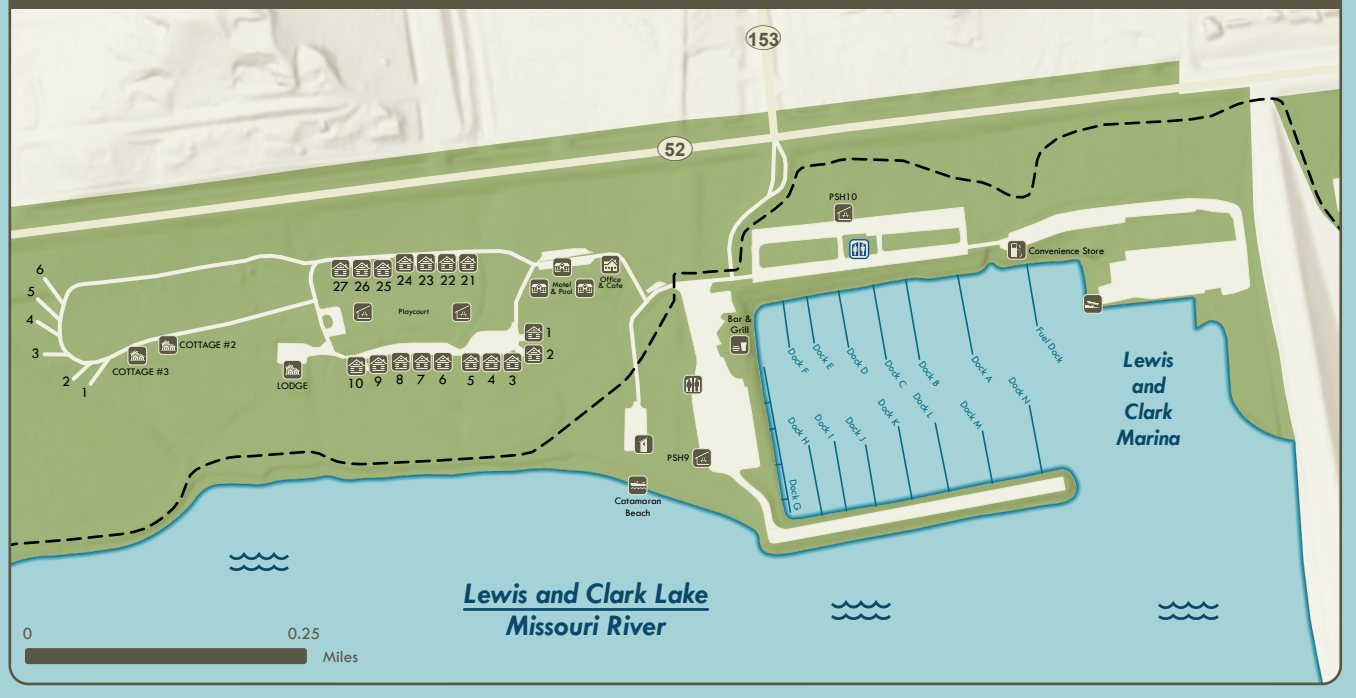 153
52
PSH10
Convenience Store
6
5
4
3
2
1
27
26
25
24
23
22
21
Motel
& Pool
Office
& Cafe
Playcourt
COTTAGE #2
COTTAGE #3
LODGE
10
9
8
7
6
5
4
3
1
2
Bar &
Grill
PSH9
Catamaran
Beach
Dock F
Dock E
Dock D
Dock C
Dock B
Dock A
Fuel Dock
Dock H
Dock I
Dock J
Dock K
Dock L
Dock M
Dock N
Dock G
Lewis
and
Clark
Marina
Lewis and Clark Lake
Missouri River
0
0.25
Miles